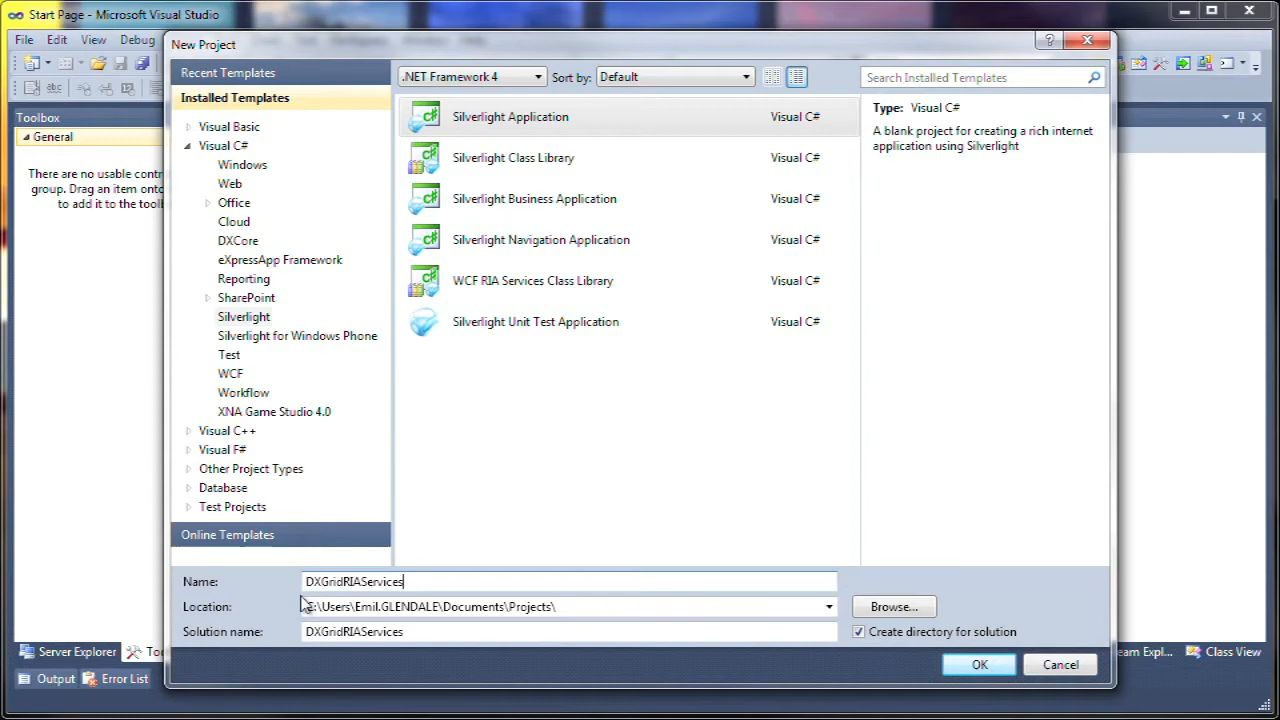 Start Page - Microsoft Visual Studio
File Edit View Debug
New Project
Recent Templates
Installed Templates
Visual Basic
Visual C#
Windows
Web
Office
Cloud
DXCore
eXpressApp Framework
Reporting
SharePoint
Silverlight
Silverlight for Windows Phone
Test
WCF
Workflow
XNA Game Studio 4.0
Visual C++
Visual F#
Other Project Types
Database
Test Projects
Online Templates
.NET Framework 4
Sort by: Default
Search Installed Templates
Silverlight Application Visual C#
Silverlight Class Library Visual C#
Silverlight Business Application Visual C#
Silverlight Navigation Application Visual C#
WCF RIA Services Class Library Visual C#
Silverlight Unit Test Application Visual C#
Type: Visual C#
A blank project for creating a rich internet
application using Silverlight
Name: DXGridRIAServices
Location: :\Users\Emil.GLENDALE\Documents\Projects\
Browse...
Solution name: DXGridRIAServices
Create directory for solution
OK Cancel
Toolbox
General
There are no usable contr
group. Drag an item onto
to add it to the toolb
Server Explorer Too
eam Expl... Class View
Output Error List